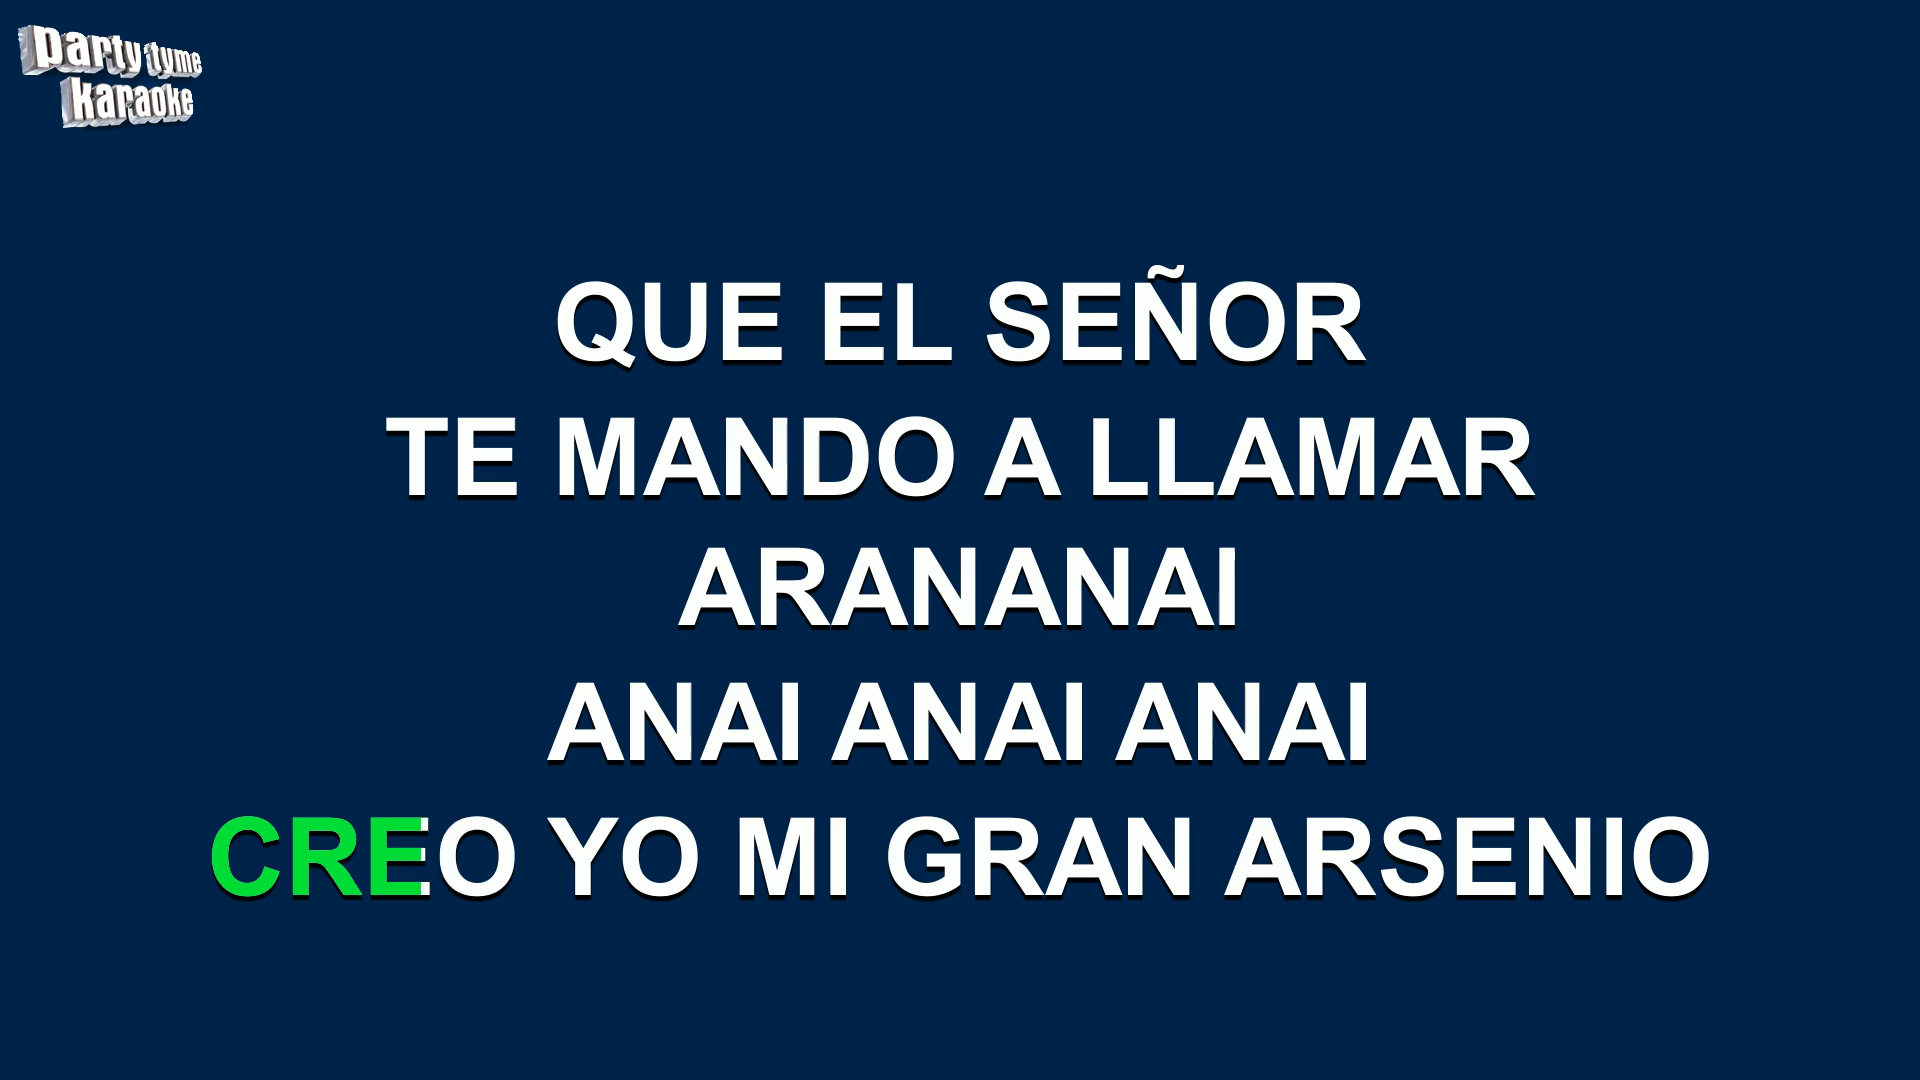 party tyme
karaoke
QUE EL SEÑOR
TE MANDO A LLAMAR
ARANANAI
ANAI ANAI ANAI
CREO YO MI GRAN ARSENIO